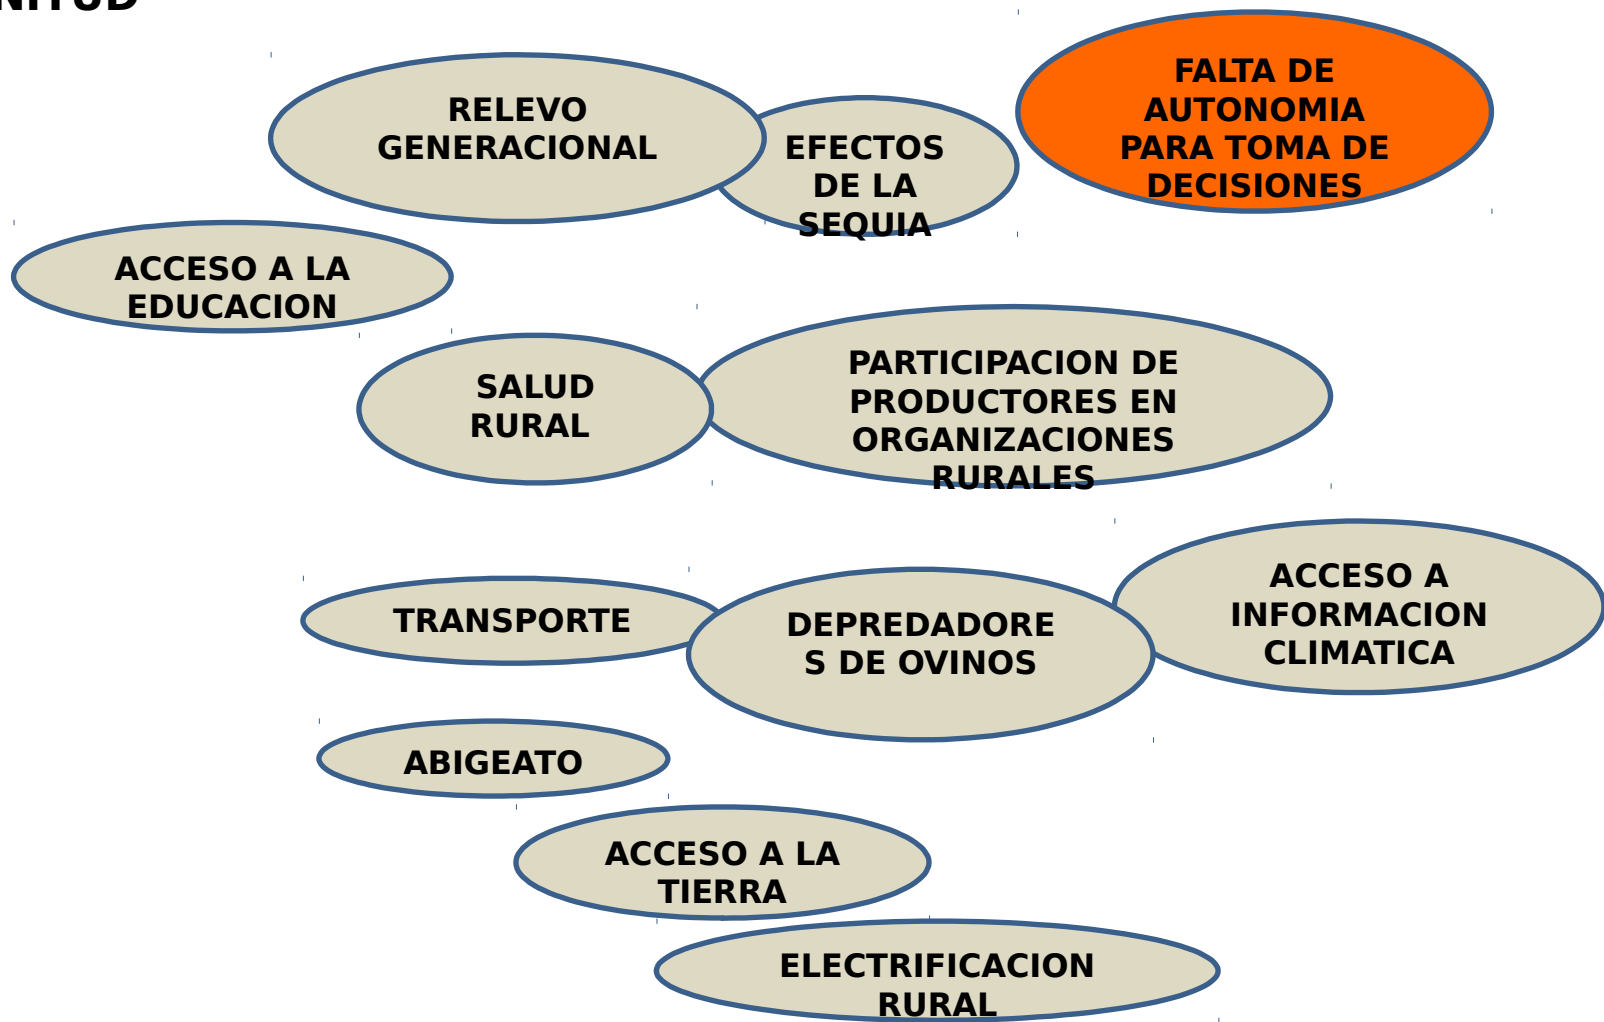 RELEVO
GENERACIONAL
EFECTOS
DE LA
SEQUIA
FALTA DE
AUTONOMIA
PARA TOMA DE
DECISIONES
ACCESO A LA
EDUCACION
SALUD
RURAL
PARTICIPACION DE
PRODUCTORES EN
ORGANIZACIONES
RURALES
TRANSPORTE
DEPREDADORE
S DE OVINOS
ACCESO A
INFORMACION
CLIMATICA
ABIGEATO
ACCESO A LA
TIERRA
ELECTRIFICACION
RURAL